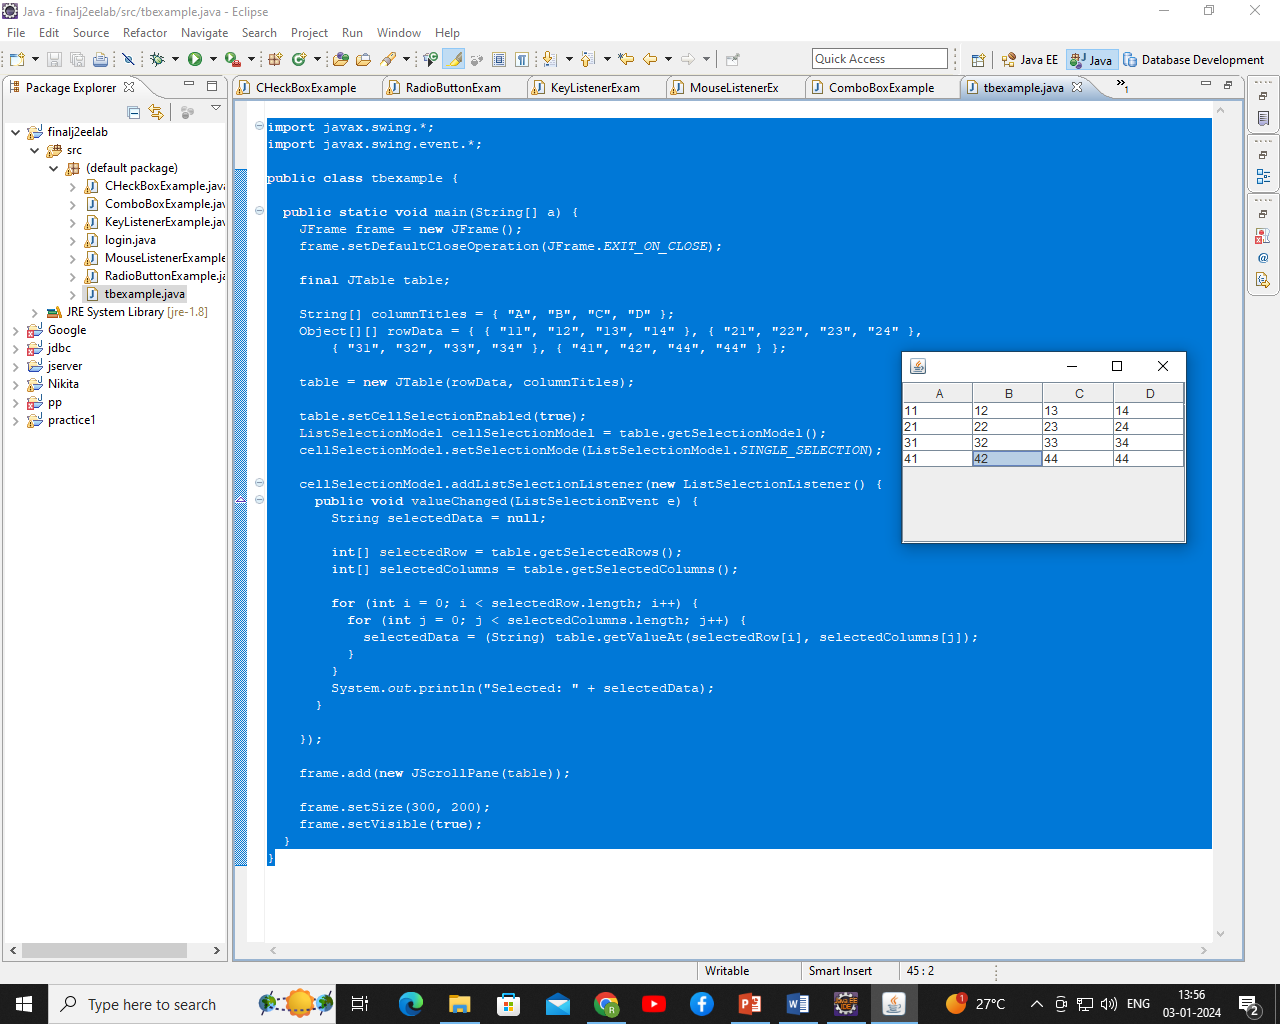 Java - finalj2eelab/src/tbexample.java - Eclipse
File Edit Source Refactor Navigate Search Project Run Window Help
Quick Access
Java EE
Java
Database Development
Package Explorer
CHeckBoxExample
RadioButtonExam
KeyListenerExam
MouseListenerEx
ComboBoxExample
tbexample.java
»1
finalj2eelab
src
(default package)
CHeckBoxExample.java
ComboBoxExample.java
KeyListenerExample.jav
login.java
MouseListenerExample
RadioButtonExample.ja
tbexample.java
JRE System Library [jre-1.8]
Google
jdbc
jserver
Nikita
pp
practice1
import javax.swing.*;
import javax.swing.event.*;
public class tbexample {
public static void main(String[] a) {
JFrame frame = new JFrame();
frame.setDefaultCloseOperation(JFrame.EXIT_ON_CLOSE);
final JTable table;
String[] columnTitles = { "A", "B", "C", "D" };
Object[][] rowData = { { "11", "12", "13", "14" }, { "21", "22", "23", "24" },
{ "31", "32", "33", "34" }, { "41", "42", "44", "44" } };
table = new JTable(rowData, columnTitles);
table.setCellSelectionEnabled(true);
ListSelectionModel cellSelectionModel = table.getSelectionModel();
cellSelectionModel.setSelectionMode(ListSelectionModel.SINGLE_SELECTION);
cellSelectionModel.addListSelectionListener(new ListSelectionListener() {
public void valueChanged(ListSelectionEvent e) {
String selectedData = null;
int[] selectedRow = table.getSelectedRows();
int[] selectedColumns = table.getSelectedColumns();
for (int i = 0; i < selectedRow.length; i++) {
for (int j = 0; j < selectedColumns.length; j++) {
selectedData = (String) table.getValueAt(selectedRow[i], selectedColumns[j]);
}
}
System.out.println("Selected: " + selectedData);
}
});
frame.add(new JScrollPane(table));
frame.setSize(300, 200);
frame.setVisible(true);
}
}
A B C D
11 12 13 14
21 22 23 24
31 32 33 34
41 42 44 44
Writable
Smart Insert
45 : 2
Type here to search
1
27°C
ENG
13:56
03-01-2024
2